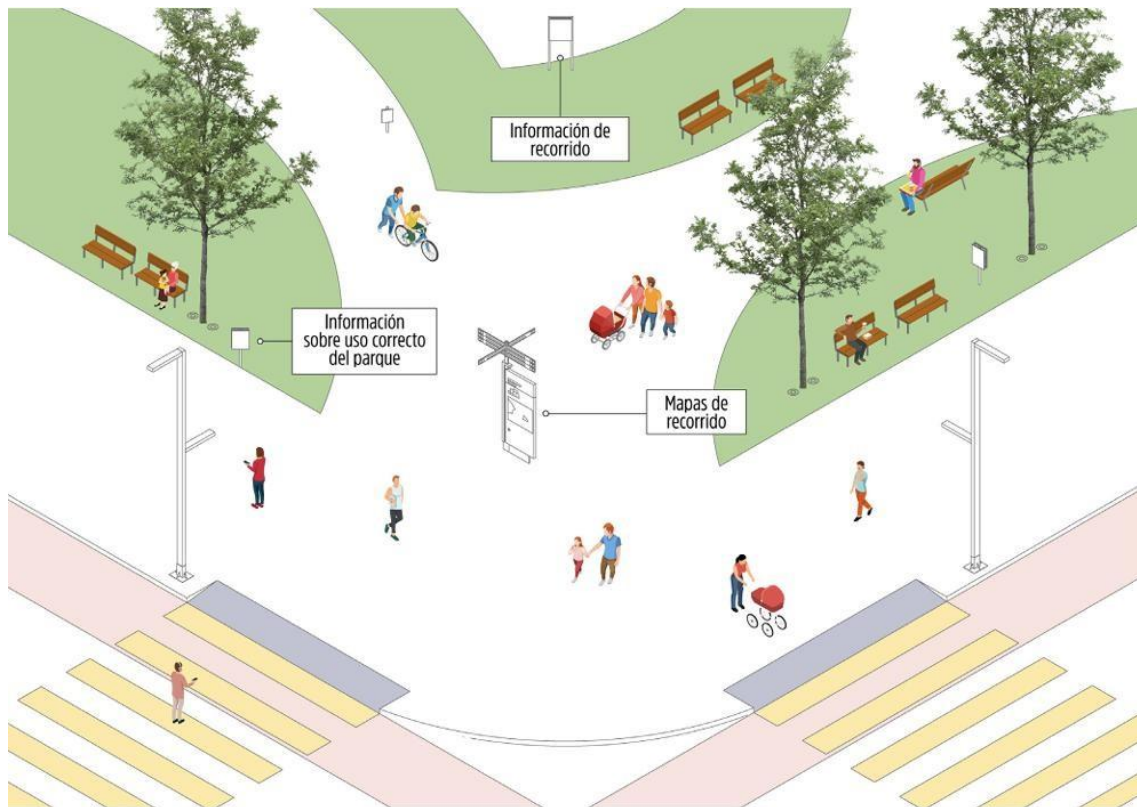 Información de
recorrido
Información
sobre uso correcto
del parque
Mapas de
recorrido